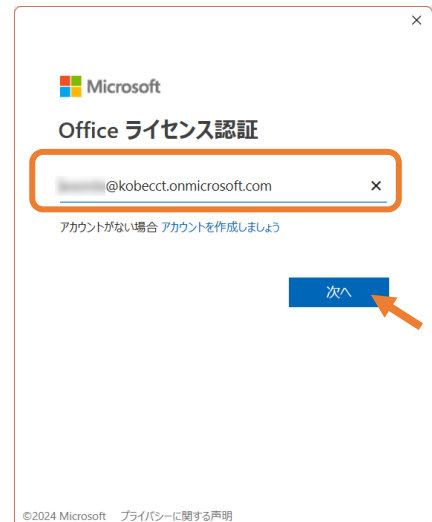 Microsoft
Office ライセンス認証
@kobecct.onmicrosoft.com
アカウントがない場合 アカウントを作成しましょう
次へ
©2024 Microsoft プライバシーに関する声明